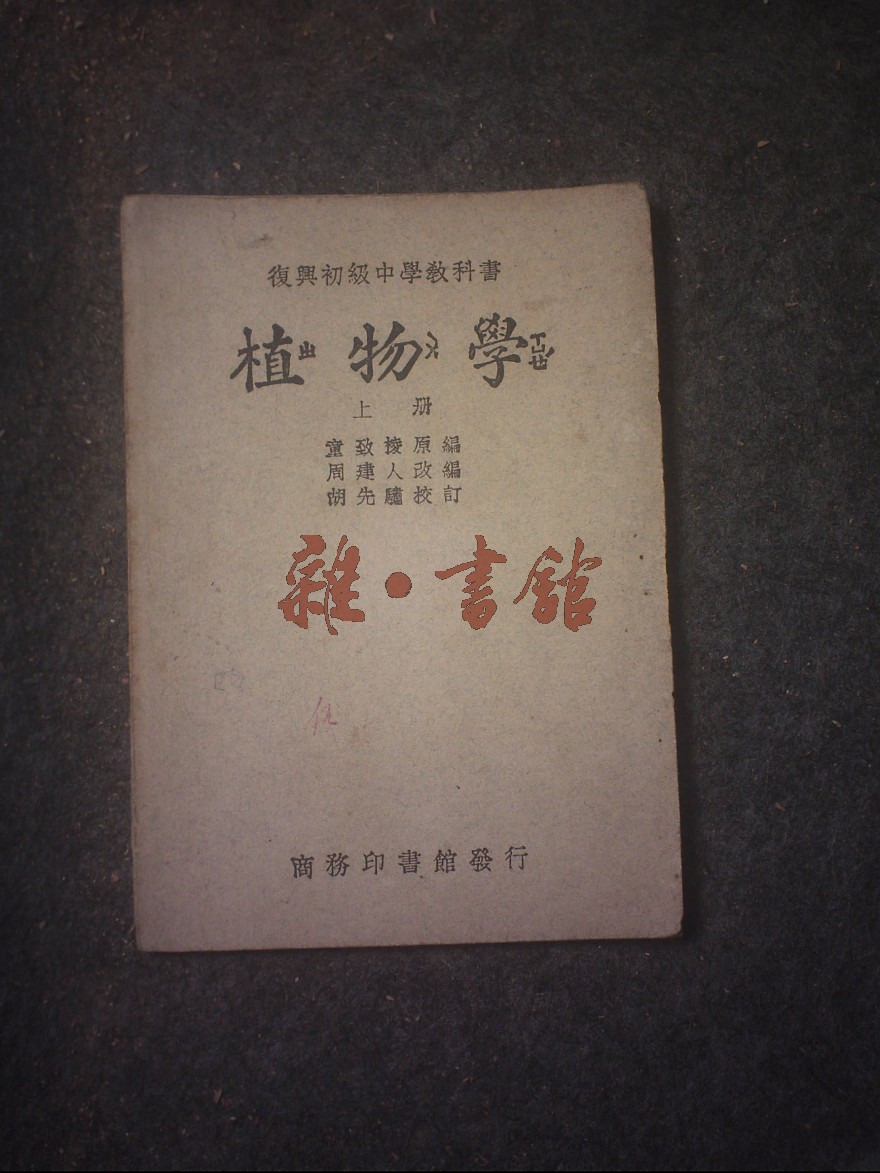 復興初級中學教科書
植ㄓ物ㄨ學ㄒㄩㄝ
上册
童致棱原編
周建人改編
胡先驌校訂
雜·書館
商務印書館發行